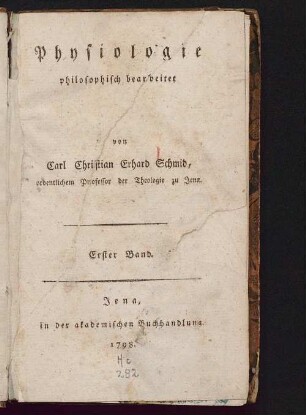 Physiologie
philosophisch bearbeitet
von
Carl Christian Erhard Schmid,
ordentlichem Professor der Theologie zu Jena.
Erster Band.
Jena,
in der akademischen Buchhandlung
1798.
Hc
292